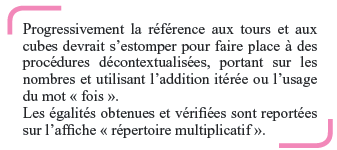 Progressivement la référence aux tours et aux
cubes devrait s'estomper pour faire place à des
procédures décontextualisées, portant sur les
nombres et utilisant l'addition itérée ou l'usage
du mot « fois ».
Les égalités obtenues et vérifiées sont reportées
sur l'affiche « répertoire multiplicatif ».